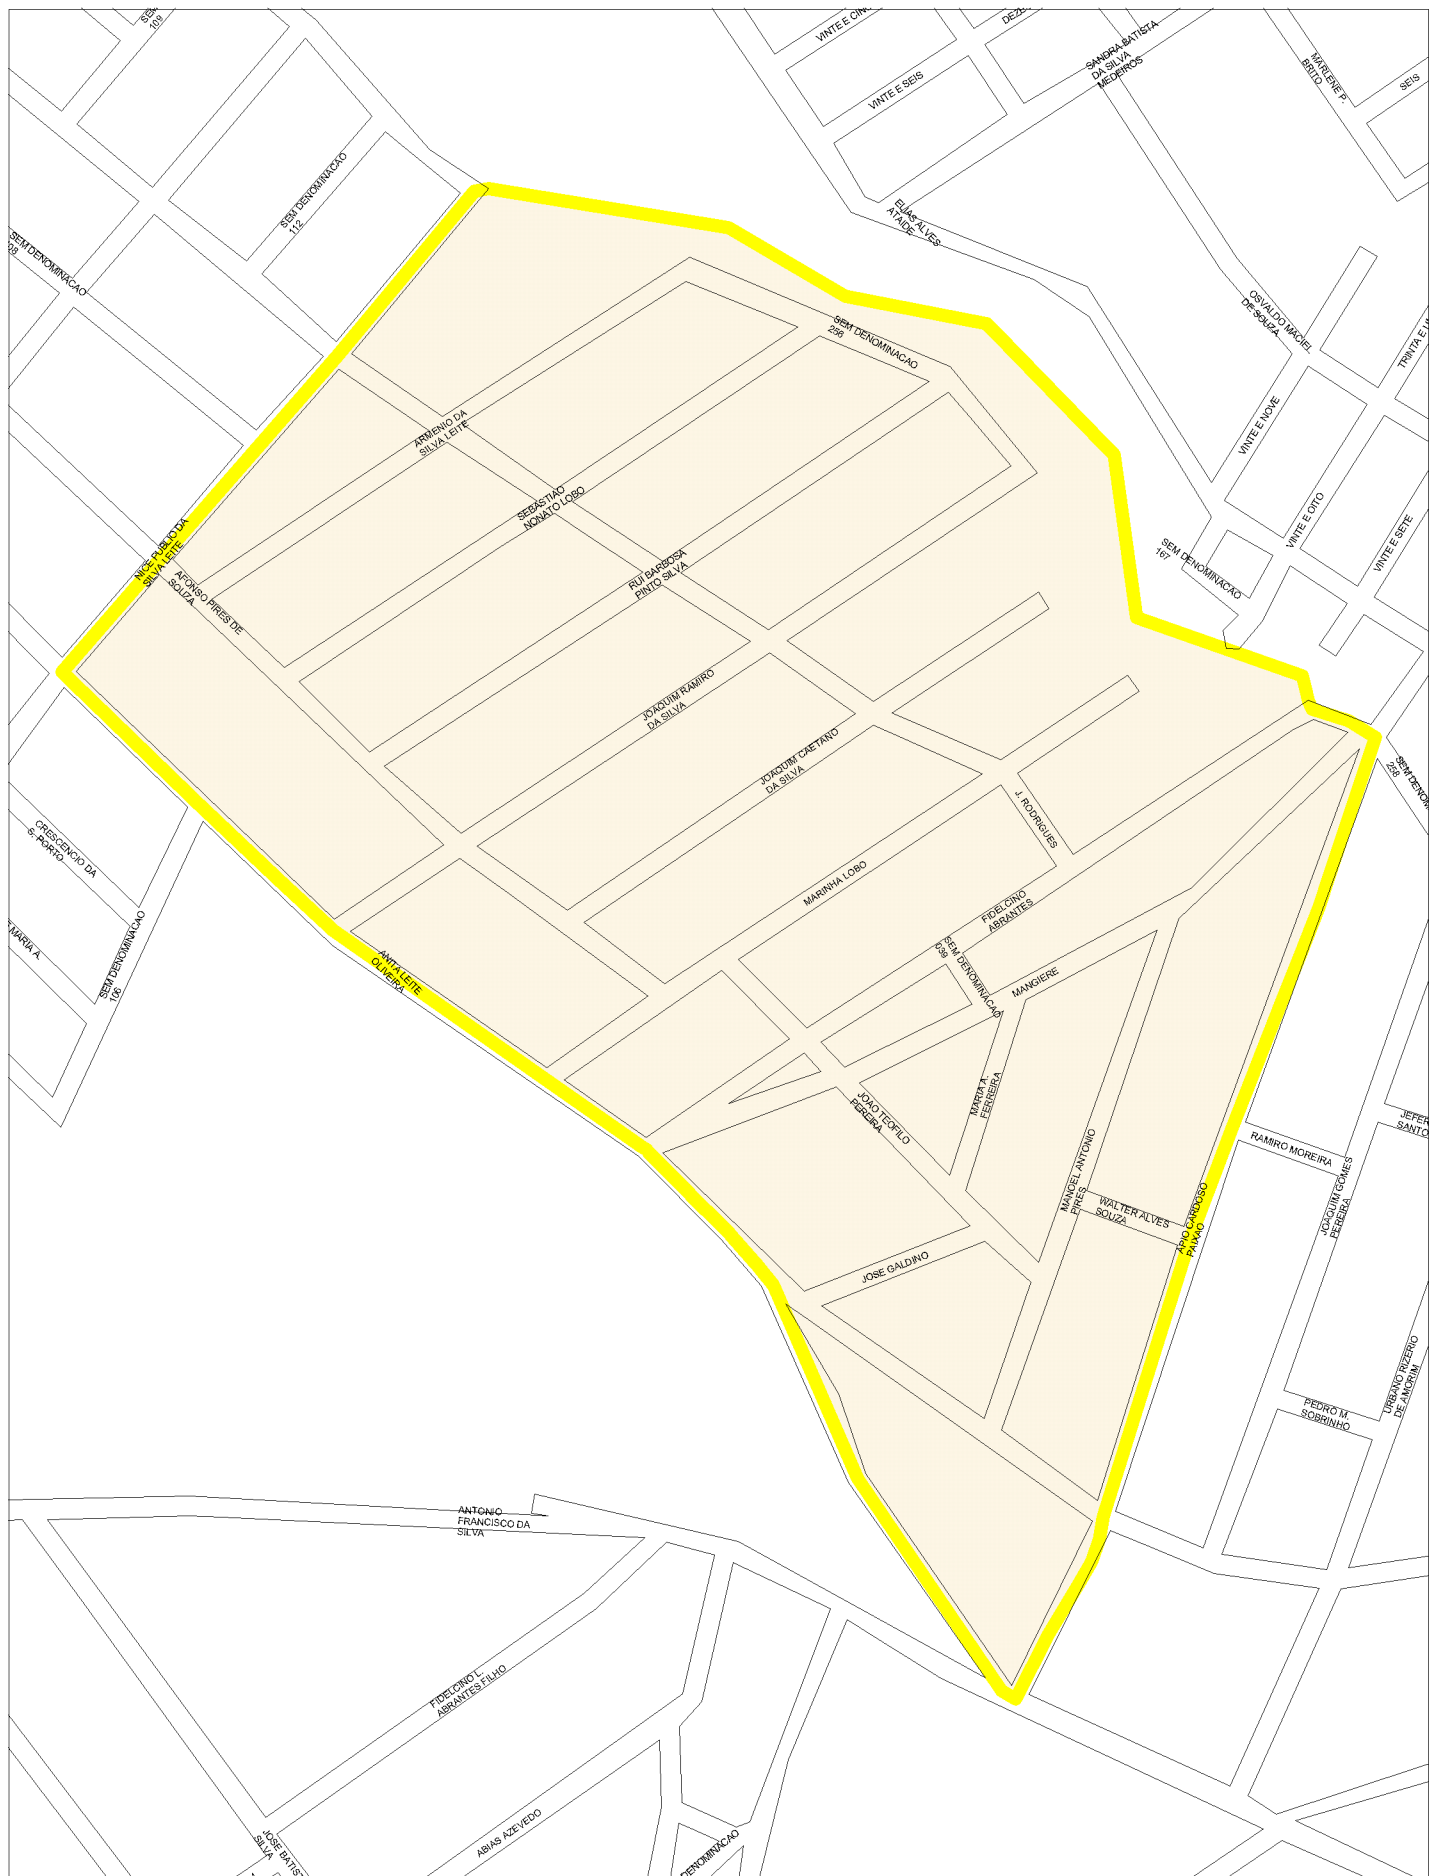 109
VINTE E SEIS
SANDRA BATISTA
DA SILVA
MEDEIROS
MARLENE P.
BRITO
SEIS
SEM DENOMINACAO
112
ELIAS ALVES
ATAIDE
SEM DENOMINACAO
OSVALDO MACIEL
DE SOUZA
SEM DENOMINACAO
256
VINTE E NOVE
ARMENIO DA
SILVA LEITE
SEBASTIAO
NONATO LOBO
VINTE E OITO
VINTE E SETE
NICE PUBLIO DA
SILVA LEITE
SEM DENOMINACAO
167
AFONSO PIRES DE
SOUZA
RUI BARBOSA
PINTO SILVA
JOAQUIM RAMIRO
DA SILVA
JOAQUIM CAETANO
DA SILVA
258
J. RODRIGUES
CRESCENCIO DA
S. PORTO
MARINHA LOBO
FIDELCINO
ABRANTES
MARIA A.
SEM DENOMINACAO
106
ANITA LEITE
OLIVEIRA
SEM DENOMINACAO
039
MANGIERE
MARIA A.
FERREIRA
JOAO TEOFILO
PEREIRA
MANOEL ANTONIO
PIRES
RAMIRO MOREIRA
JOAQUIM GOMES
PEREIRA
WALTER ALVES
SOUZA
APIO CARDOSO
PAIXAO
JOSE GALDINO
URBANO RIZERIO
DE AMORIM
PEDRO M.
SOBRINHO
ANTONIO
FRANCISCO DA
SILVA
FIDELCINO L.
ABRANTES FILHO
ABIAS AZEVEDO
SILVA